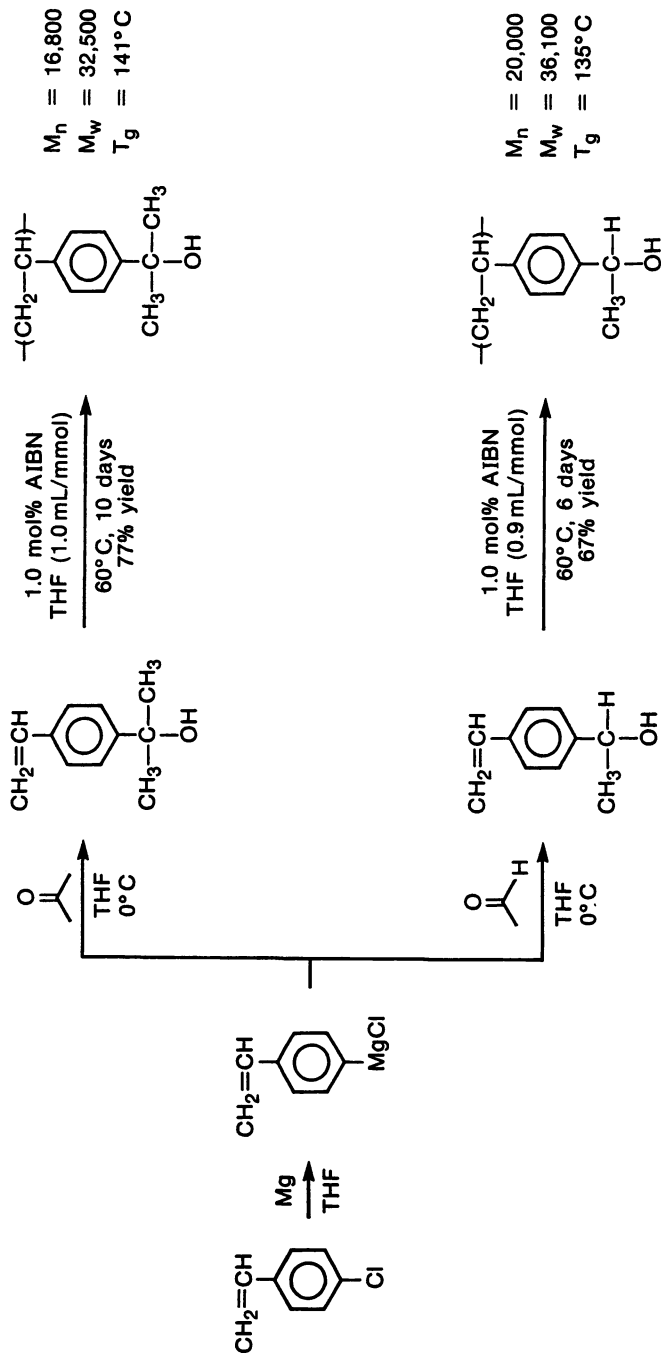 CH2=CH
Cl
Mg
THF
CH2=CH
MgCl
O
THF
0°C
CH2=CH
CH3—C—CH3
OH
1.0 mol% AIBN
THF (1.0 mL/mmol)
60°C, 10 days
77% yield
—(CH2—CH)—
CH3—C—CH3
OH
Mn = 16,800
Mw = 32,500
Tg = 141°C
O
H
THF
0°C
CH2=CH
CH3—C—H
OH
1.0 mol% AIBN
THF (0.9 mL/mmol)
60°C, 6 days
67% yield
—(CH2—CH)—
CH3—C—H
OH
Mn = 20,000
Mw = 36,100
Tg = 135°C